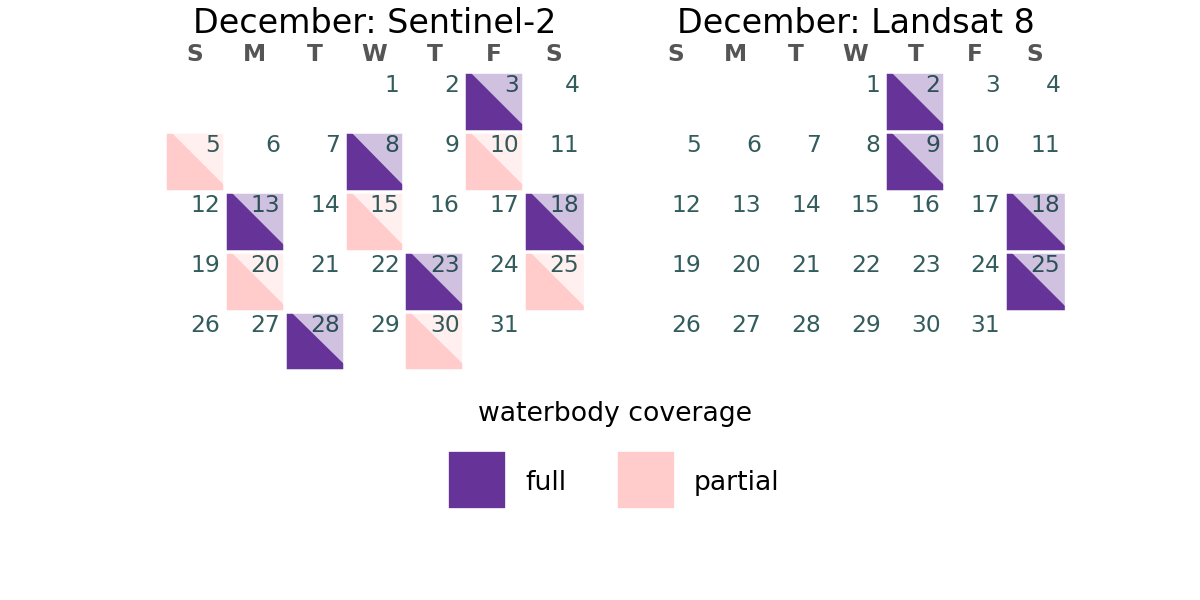 December: Sentinel-2
S M T W T F S
1 2 3 4
5 6 7 8 9 10 11
12 13 14 15 16 17 18
19 20 21 22 23 24 25
26 27 28 29 30 31
December: Landsat 8
S M T W T F S
1 2 3 4
5 6 7 8 9 10 11
12 13 14 15 16 17 18
19 20 21 22 23 24 25
26 27 28 29 30 31
waterbody coverage
full
partial